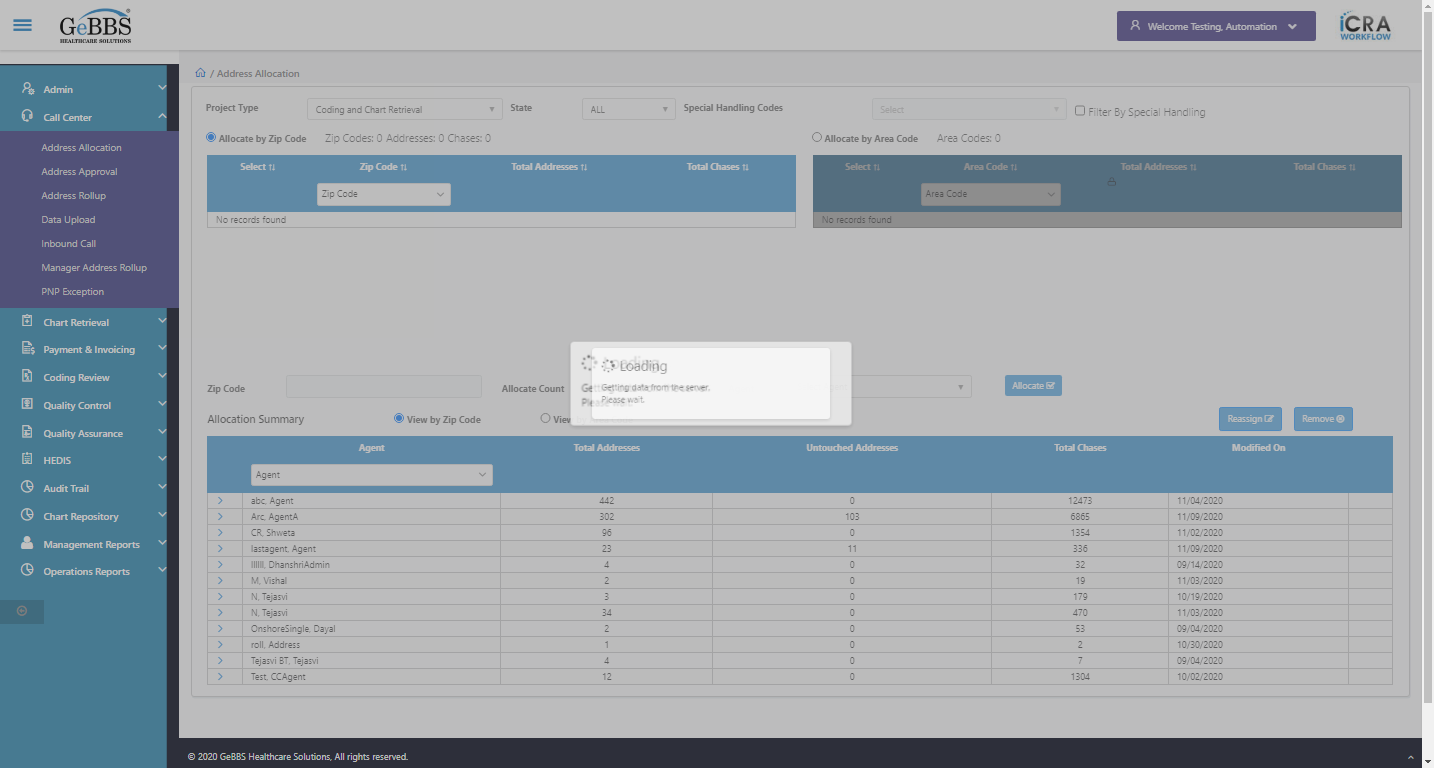 GeBBS
HEALTHCARE SOLUTIONS
Welcome Testing, Automation
iCRA
WORKFLOW
Admin
Call Center
Address Allocation
Address Approval
Address Rollup
Data Upload
Inbound Call
Manager Address Rollup
PNP Exception
Chart Retrieval
Payment & Invoicing
Coding Review
Quality Control
Quality Assurance
HEDIS
Audit Trail
Chart Repository
Management Reports
Operations Reports
/ Address Allocation
Project Type Coding and Chart Retrieval State ALL Special Handling Codes Select Filter By Special Handling
Allocate by Zip Code Zip Codes: 0 Addresses: 0 Chases: 0 Allocate by Area Code Area Codes: 0
Select Zip Code Total Addresses Total Chases
Zip Code
No records found
Select Area Code Total Addresses Total Chases
Area Code
No records found
Loading
Getting data from the server.
Please wait.
Zip Code Allocate Count Allocate
Allocation Summary View by Zip Code Reassign Remove
Agent Total Addresses Untouched Addresses Total Chases Modified On
Agent
abc, Agent 442 0 12473 11/04/2020
Arc, AgentA 302 103 6865 11/09/2020
CR, Shweta 96 0 1354 11/02/2020
lastagent, Agent 23 11 336 11/09/2020
DhanshriAdmin 4 0 32 09/14/2020
M, Vishal 2 0 19 11/03/2020
N, Tejasvi 3 0 179 10/19/2020
N, Tejasvi 34 0 470 11/03/2020
OnshoreSingle, Dayal 2 0 53 09/04/2020
roll, Address 1 0 2 10/30/2020
Tejasvi BT, Tejasvi 4 0 7 09/04/2020
Test, CCAgent 12 0 1304 10/02/2020
© 2020 GeBBS Healthcare Solutions, All rights reserved.